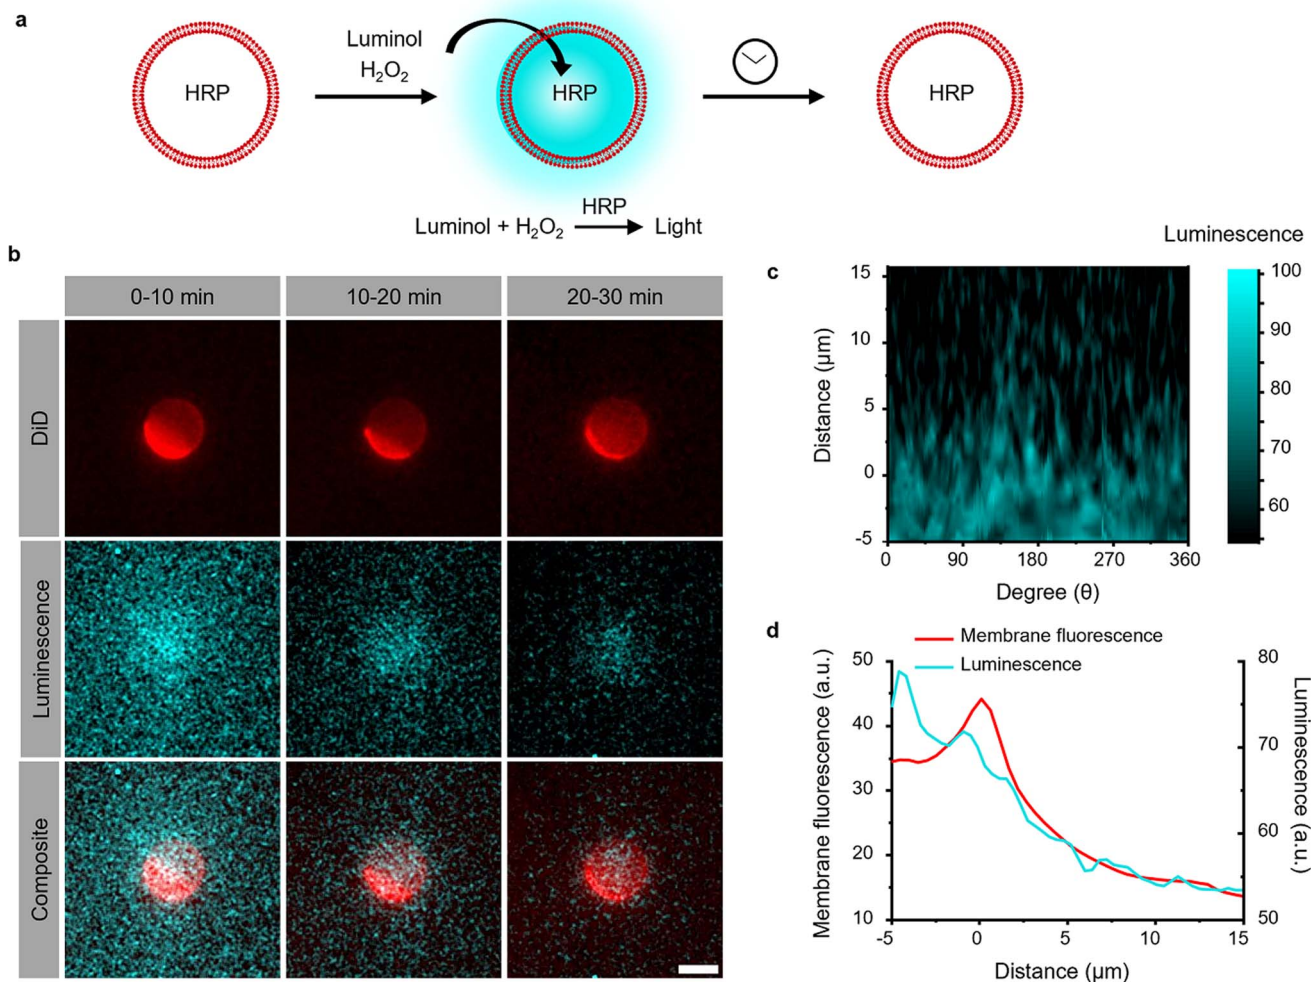 a
HRP
Luminol
H₂O₂
HRP
HRP
Luminol + H₂O₂ HRP Light
b
0-10 min 10-20 min 20-30 min
DiD
Luminescence
Composite
c
Luminescence
15
10
5
0
-5
Distance (µm)
0 90 180 270 360
Degree (θ)
100
90
80
70
60
d
Membrane fluorescence
Luminescence
Membrane fluorescence (a.u.)
50
40
30
20
10
80
70
60
50
Luminescence (a.u.)
-5 0 5 10 15
Distance (µm)